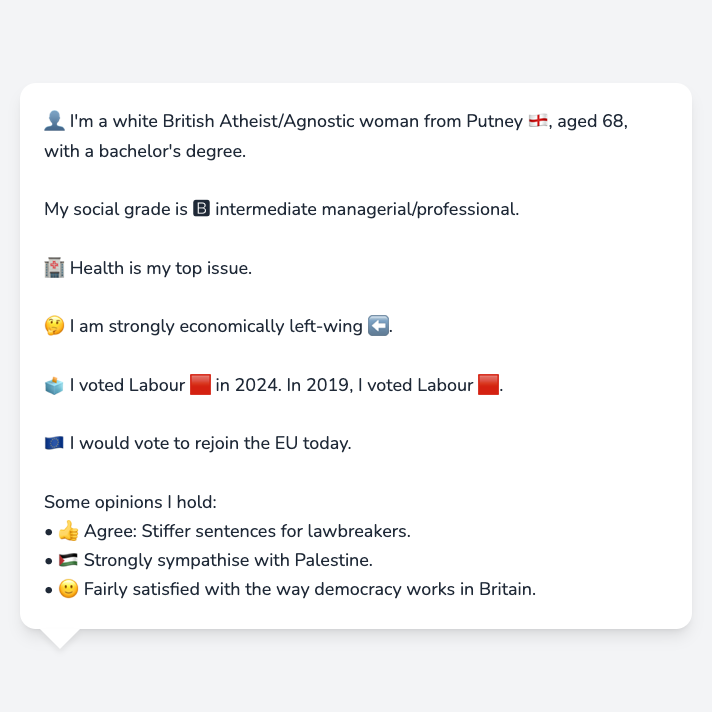 👤 I'm a white British Atheist/Agnostic woman from Putney 🏴󠁧󠁢󠁥󠁮󠁧󠁿, aged 68,
with a bachelor's degree.
My social grade is 🅱 intermediate managerial/professional.
🏥 Health is my top issue.
🤔 I am strongly economically left-wing ⬅️.
🗳️ I voted Labour 🟥 in 2024. In 2019, I voted Labour 🟥.
🇪🇺 I would vote to rejoin the EU today.
Some opinions I hold:
• 👍 Agree: Stiffer sentences for lawbreakers.
• 🇵🇸 Strongly sympathise with Palestine.
• 🙂 Fairly satisfied with the way democracy works in Britain.